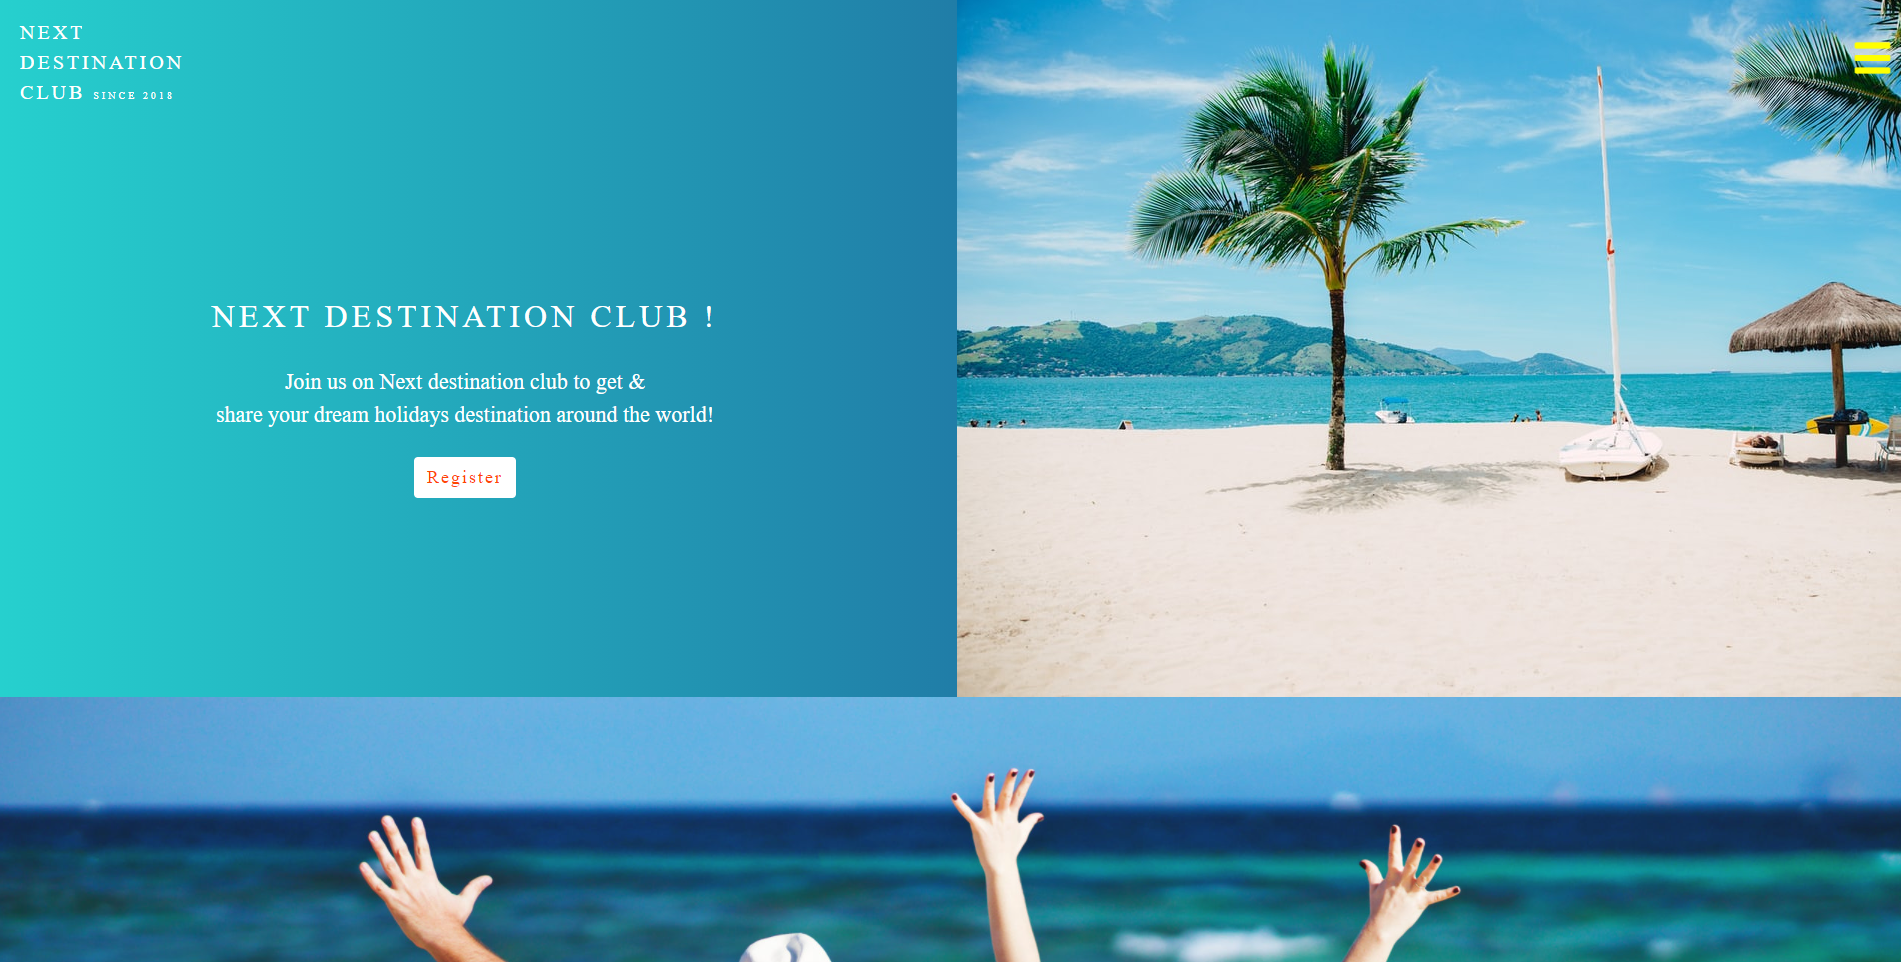 NEXT
DESTINATION
CLUB SINCE 2018
NEXT DESTINATION CLUB !
Join us on Next destination club to get &
share your dream holidays destination around the world!
Register